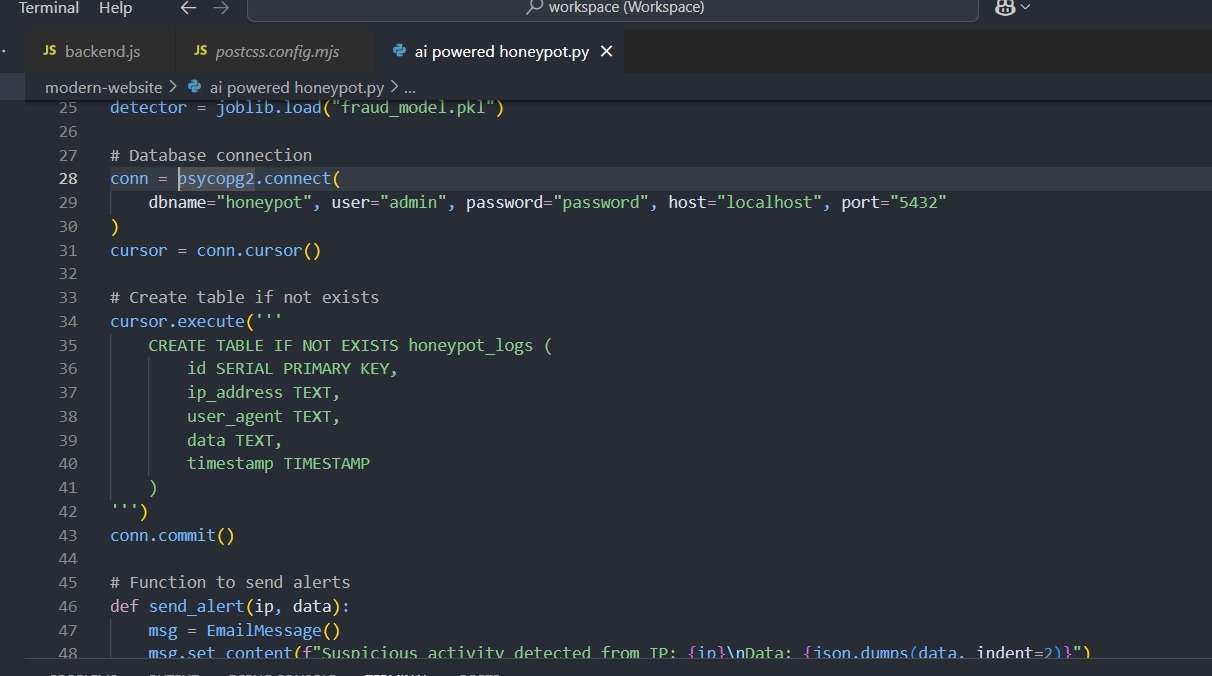 Terminal Help workspace (Workspace)
JS backend.js JS postcss.config.mjs ai powered honeypot.py
modern-website > ai powered honeypot.py > ...
25 detector = joblib.load("fraud_model.pkl")
26
27 # Database connection
28 conn = psycopg2.connect(
29     dbname="honeypot", user="admin", password="password", host="localhost", port="5432"
30 )
31 cursor = conn.cursor()
32
33 # Create table if not exists
34 cursor.execute('''
35     CREATE TABLE IF NOT EXISTS honeypot_logs (
36         id SERIAL PRIMARY KEY,
37         ip_address TEXT,
38         user_agent TEXT,
39         data TEXT,
40         timestamp TIMESTAMP
41     )
42 ''')
43 conn.commit()
44
45 # Function to send alerts
46 def send_alert(ip, data):
47     msg = EmailMessage()
48     msg.set_content(f"Suspicious activity detected from IP: {ip}\nData: {json.dumps(data, indent=2)}")